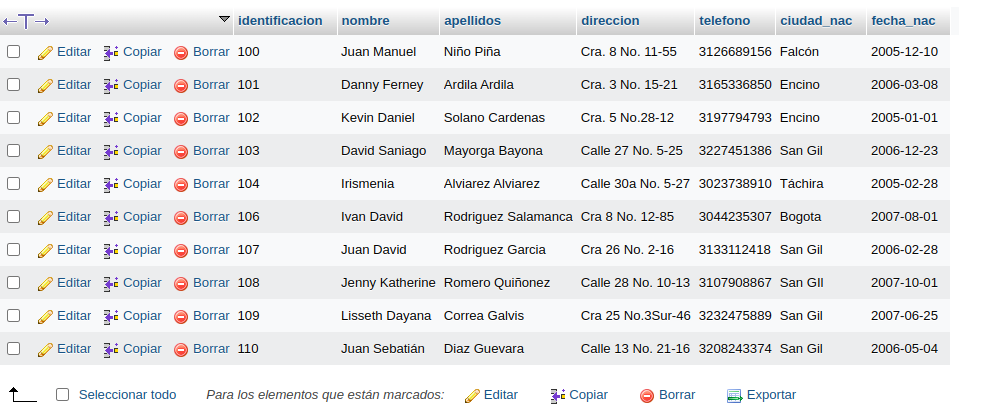 identificacion nombre apellidos direccion telefono ciudad_nac fecha_nac
Editar Copiar Borrar 100 Juan Manuel Niño Piña Cra. 8 No. 11-55 3126689156 Falcón 2005-12-10
Editar Copiar Borrar 101 Danny Ferney Ardila Ardila Cra. 3 No. 15-21 3165336850 Encino 2006-03-08
Editar Copiar Borrar 102 Kevin Daniel Solano Cardenas Cra. 5 No.28-12 3197794793 Encino 2005-01-01
Editar Copiar Borrar 103 David Saniago Mayorga Bayona Calle 27 No. 5-25 3227451386 San Gil 2006-12-23
Editar Copiar Borrar 104 Irismenia Alviarez Alviarez Calle 30a No. 5-27 3023738910 Táchira 2005-02-28
Editar Copiar Borrar 106 Ivan David Rodriguez Salamanca Cra 8 No. 12-85 3044235307 Bogota 2007-08-01
Editar Copiar Borrar 107 Juan David Rodriguez Garcia Cra 26 No. 2-16 3133112418 San Gil 2006-02-28
Editar Copiar Borrar 108 Jenny Katherine Romero Quiñonez Calle 28 No. 10-13 3107908867 San GIl 2007-10-01
Editar Copiar Borrar 109 Lisseth Dayana Correa Galvis Cra 25 No.3Sur-46 3232475889 San Gil 2007-06-25
Editar Copiar Borrar 110 Juan Sebatián Diaz Guevara Calle 13 No. 21-16 3208243374 San Gil 2006-05-04
Seleccionar todo Para los elementos que están marcados: Editar Copiar Borrar Exportar